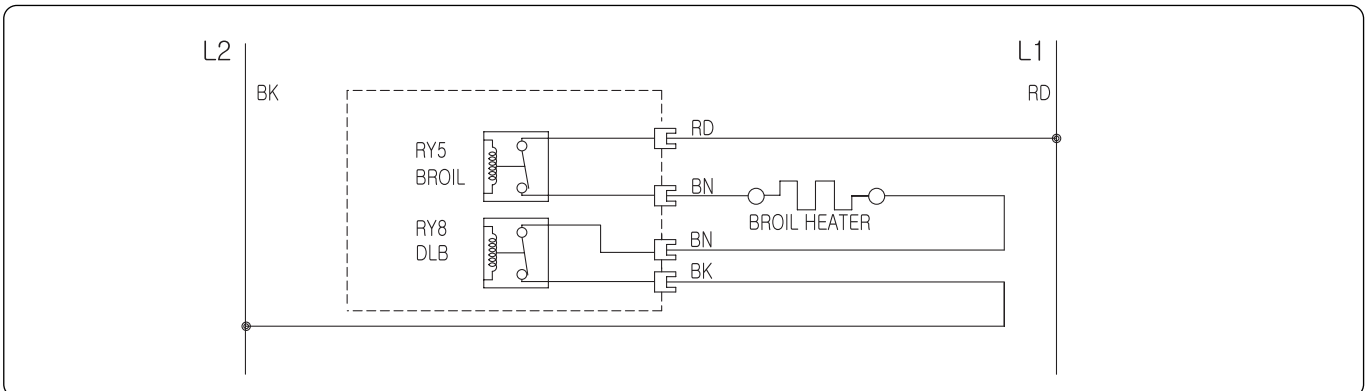 L2
L1
BK
RD
RD
RY5
BROIL
BN
BROIL HEATER
RY8
DLB
BN
BK